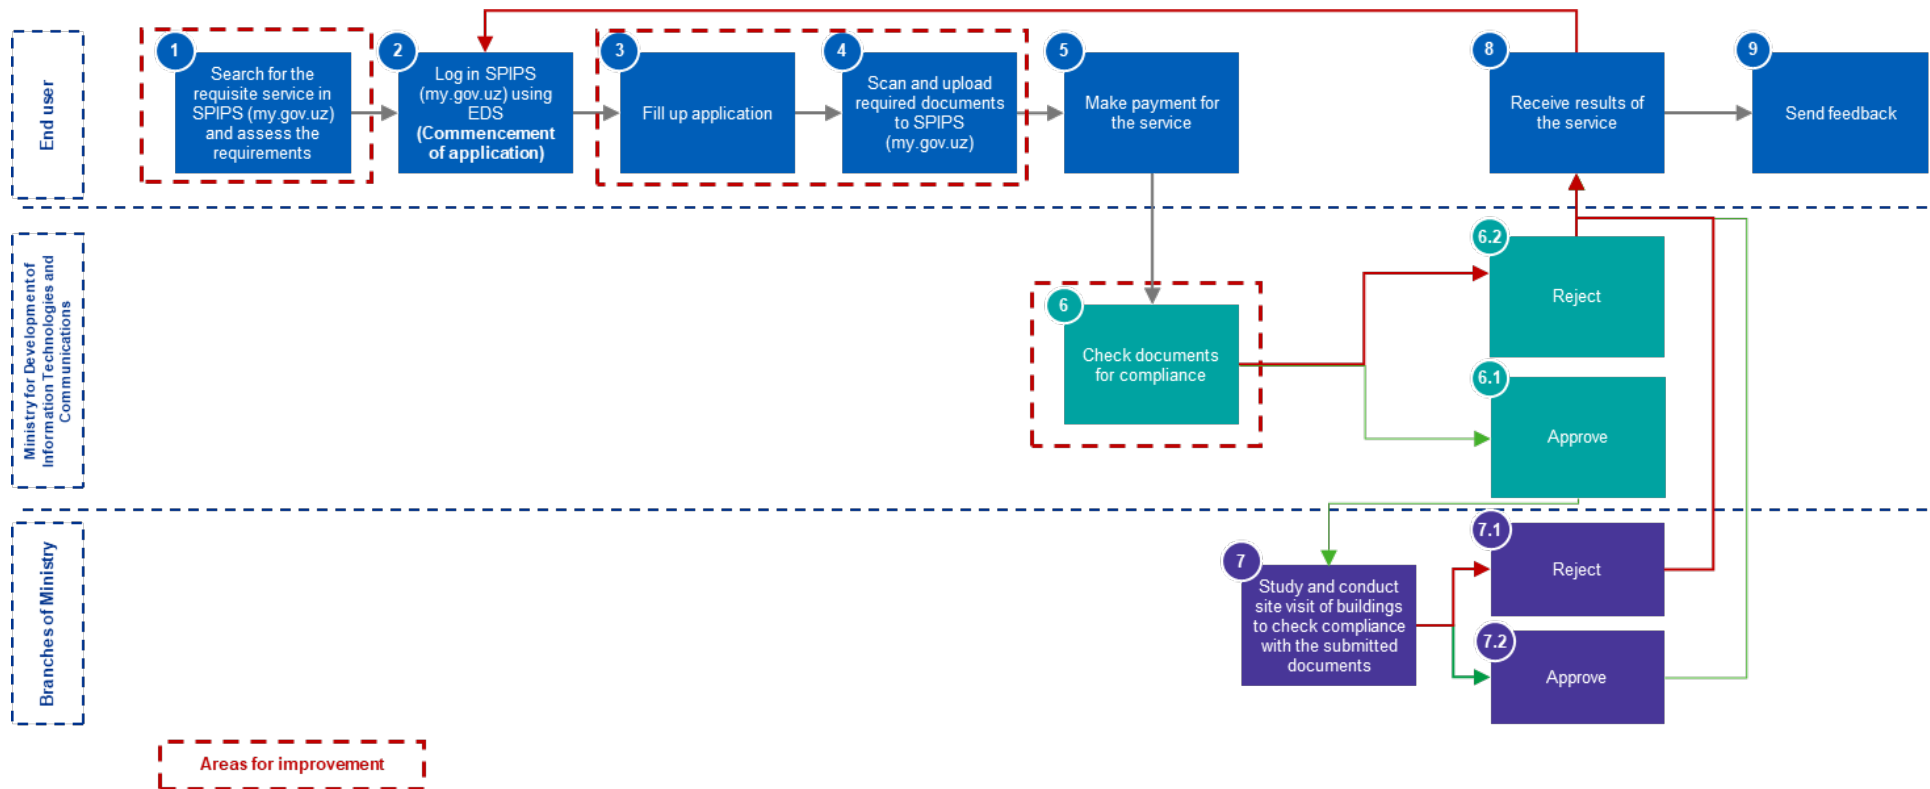 End user
1
Search for the
requisite service in
SPIPS (my.gov.uz)
and assess the
requirements
2
Log in SPIPS
(my.gov.uz) using
EDS
(Commencement
of application)
3
Fill up application
4
Scan and upload
required documents
to SPIPS
(my.gov.uz)
5
Make payment for
the service
8
Receive results of
the service
9
Send feedback
Ministry for Development of
Information Technologies and
Communications
6
Check documents
for compliance
6.2
Reject
6.1
Approve
Branches of Ministry
7
Study and conduct
site visit of buildings
to check compliance
with the submitted
documents
7.1
Reject
7.2
Approve
Areas for improvement